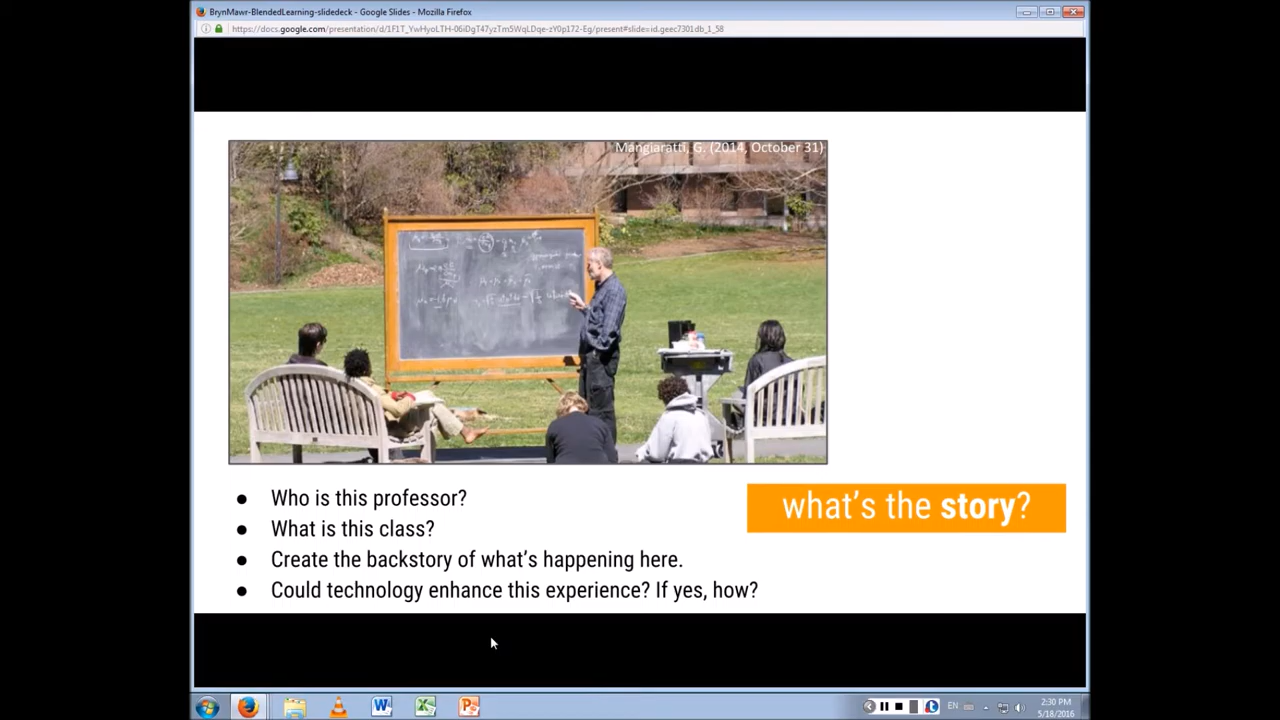 BrynMawr-BlendedLearning-slidedeck - Google Slides - Mozilla Firefox
Mangiaratti, G. (2014, October 31)
● Who is this professor?
● What is this class?
● Create the backstory of what's happening here.
● Could technology enhance this experience? If yes, how?
what's the story?
EN
2:30 PM
5/18/2016